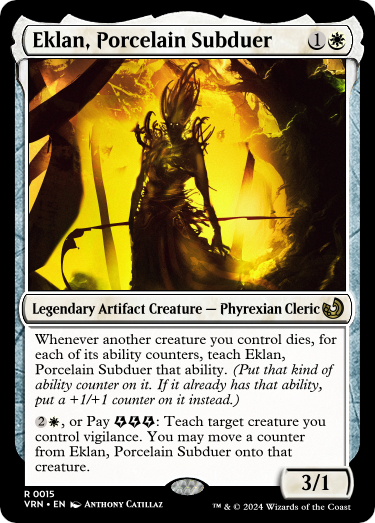 Eklan, Porcelain Subduer 1
Legendary Artifact Creature — Phyrexian Cleric
Whenever another creature you control dies, for
each of its ability counters, teach Eklan,
Porcelain Subduer that ability. (Put that kind of
ability counter on it. If it already has that ability,
put a +1/+1 counter on it instead.)
2, or Pay : Teach target creature you
control vigilance. You may move a counter
from Eklan, Porcelain Subduer onto that
creature.
3/1
R 0015
VRN • EN Anthony Catillaz
™ & © 2024 Wizards of the Coast